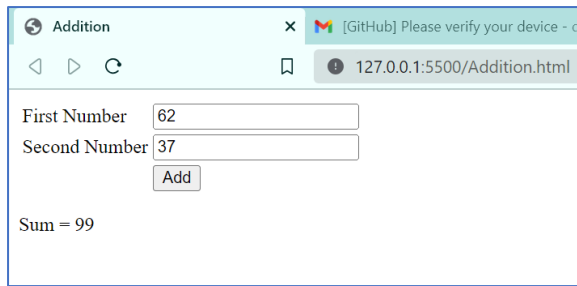 Addition
[GitHub] Please verify your device -
127.0.0.1:5500/Addition.html
First Number 62
Second Number 37
Add
Sum = 99